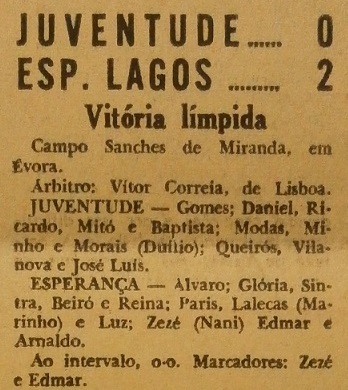 JUVENTUDE ...... 0
ESP. LAGOS ......... 2
Vitória límpida
Campo Sanches de Miranda, em
Évora.
Árbitro: Vítor Correia, de Lisboa.
JUVENTUDE — Gomes; Daniel, Ri-
cardo, Mitó e Baptista; Modas, Mi-
nho e Morais (Duílio); Queirós, Vila-
nova e José Luís.
ESPERANÇA — Alvaro; Glória, Sin-
tra, Beiró e Reina; Paris, Lalecas (Ma-
rinho) e Luz; Zezé (Nani) Edmar e
Arnaldo.
Ao intervalo, 0-0. Marcadores: Zezé
e Edmar.